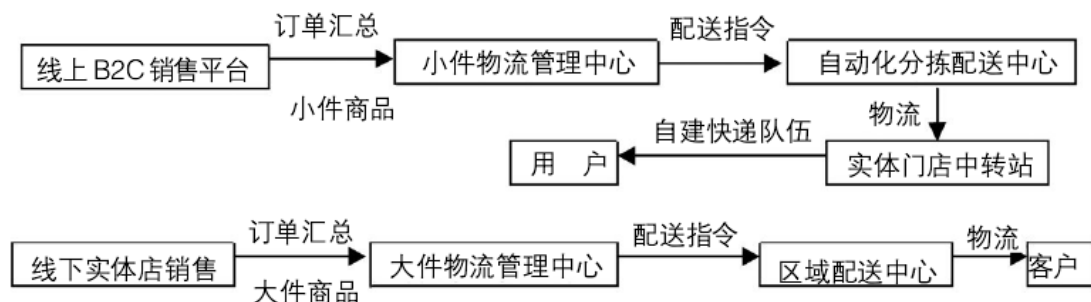 线上 B2C 销售平台
订单汇总
小件商品
小件物流管理中心
配送指令
自动化分拣配送中心
物流
实体门店中转站
自建快递队伍
用 户
线下实体店销售
订单汇总
大件商品
大件物流管理中心
配送指令
区域配送中心
物流
客户